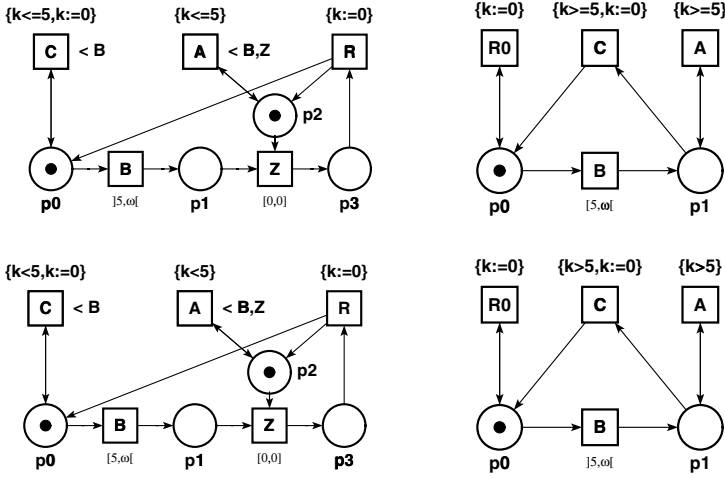 {k<=5,k:=0} {k<=5} {k:=0}
C < B A < B,Z R
p2
B Z
p0 ]5,ω[ p1 [0,0] p3
{k:=0} {k>=5,k:=0} {k>=5}
R0 C A
B
p0 [5,ω[ p1
{k<5,k:=0} {k<5} {k:=0}
C < B A < B,Z R
p2
B Z
p0 [5,ω[ p1 [0,0] p3
{k:=0} {k>5,k:=0} {k>5}
R0 C A
B
p0 ]5,ω[ p1